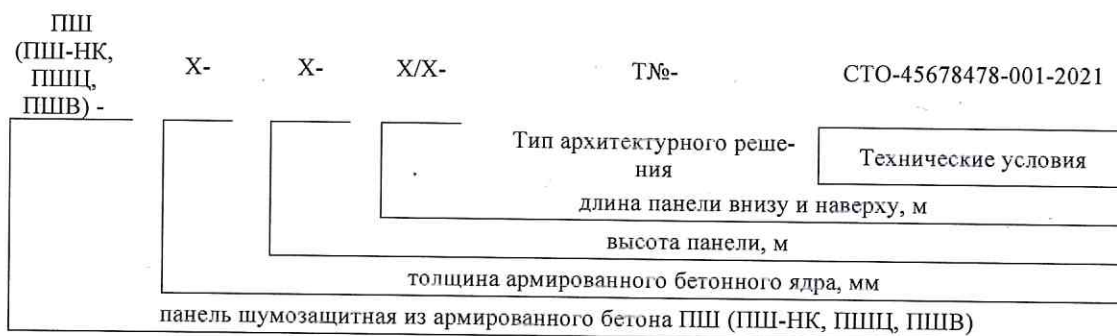 ПШ
(ПШ-НК,
ПШЦ,
ПШВ) -
Х-
Х-
Х/Х-
Т№-
СТО-45678478-001-2021
Тип архитектурного реше-
ния
Технические условия
длина панели внизу и наверху, м
высота панели, м
толщина армированного бетонного ядра, мм
панель шумозащитная из армированного бетона ПШ (ПШ-НК, ПШЦ, ПШВ)